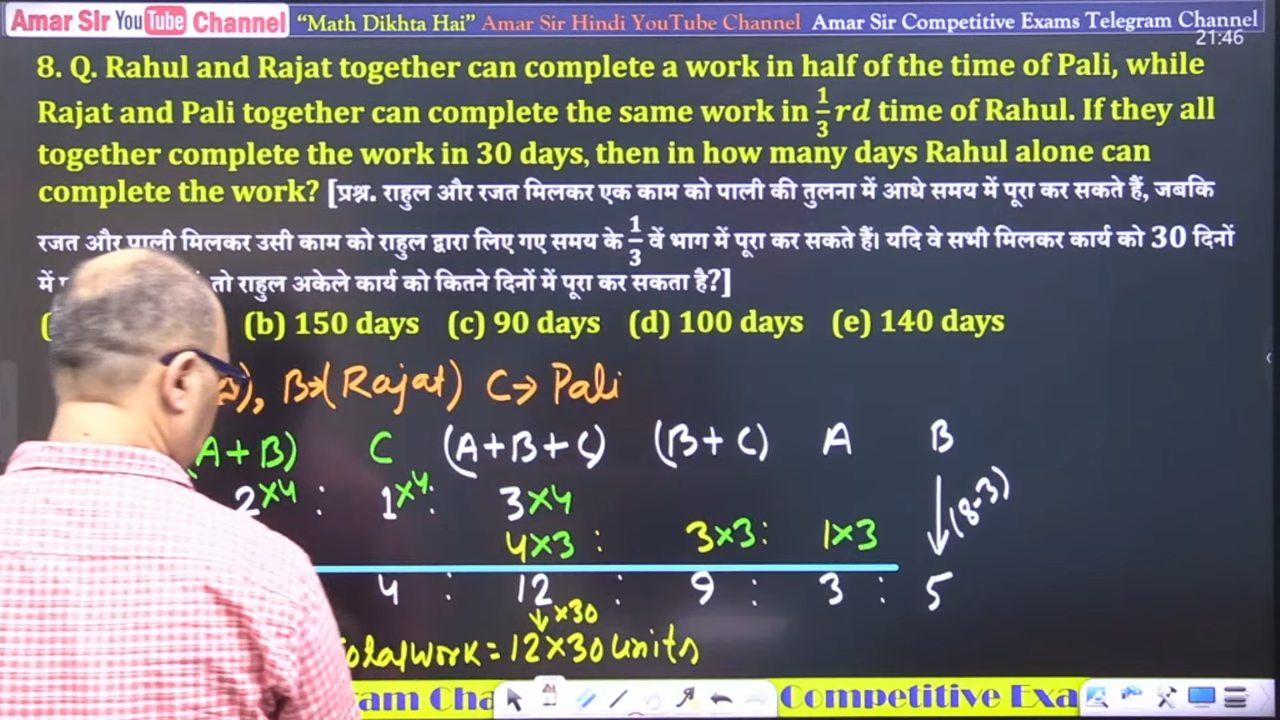 Amar SIr You Tube Channel "Math Dikhta Hai" Amar Sir Hindi YouTube Channel Amar Sir Competitive Exams Telegram Channel
21:46
8. Q. Rahul and Rajat together can complete a work in half of the time of Pali, while
Rajat and Pali together can complete the same work in 1/3 rd time of Rahul. If they all
together complete the work in 30 days, then in how many days Rahul alone can
complete the work? [प्रश्न. राहुल और रजत मिलकर एक काम को पाली की तुलना में आधे समय में पूरा कर सकते हैं, जबकि
रजत और पाली मिलकर उसी काम को राहुल द्वारा लिए गए समय के 1/3 वें भाग में पूरा कर सकते हैं। यदि वे सभी मिलकर कार्य को 30 दिनों
में तो राहुल अकेले कार्य को कितने दिनों में पूरा कर सकता है?]
( (b) 150 days (c) 90 days (d) 100 days (e) 140 days
), B→(Rajat) C→ Pali
(A+B) C (A+B+C) (B+C) A B
2×4 : 1×4 : 3×4 (8-3)
4×3 : 3×3 : 1×3
4 : 12 : 9 : 3 : 5
↓×30
Total work = 12×30 units
ram Cha Competitive Exa